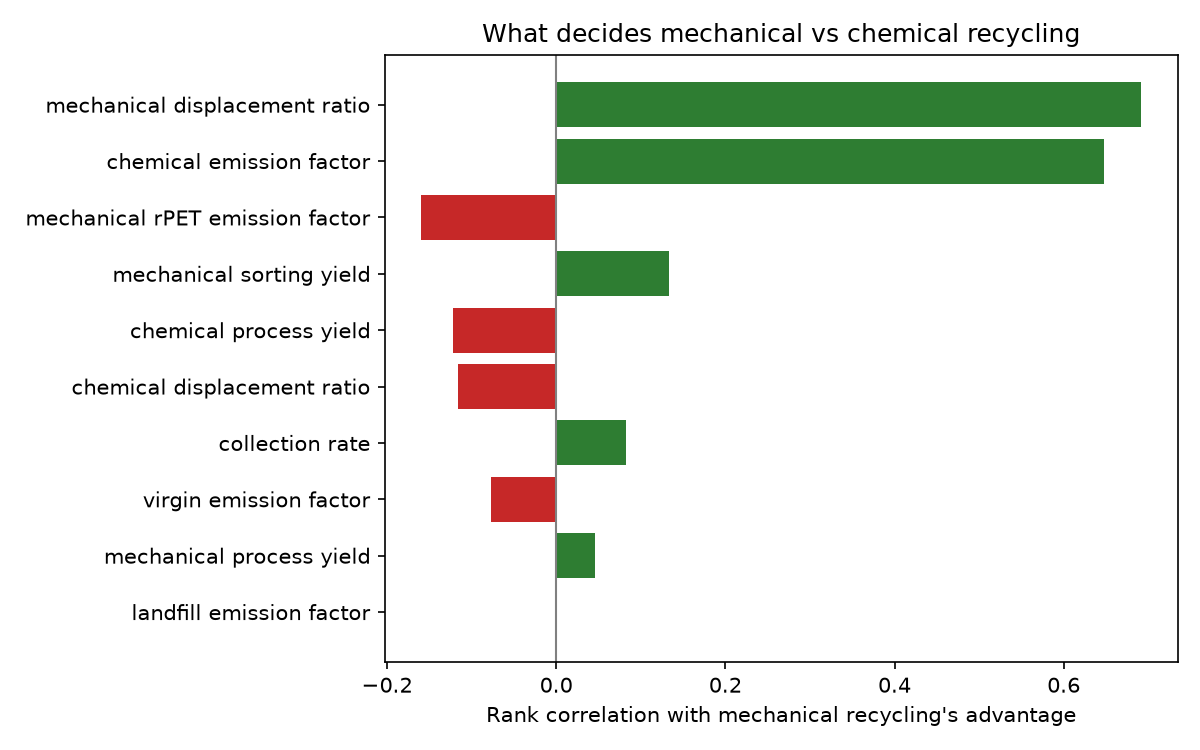 What decides mechanical vs chemical recycling
mechanical displacement ratio
chemical emission factor
mechanical rPET emission factor
mechanical sorting yield
chemical process yield
chemical displacement ratio
collection rate
virgin emission factor
mechanical process yield
landfill emission factor
−0.2 0.0 0.2 0.4 0.6
Rank correlation with mechanical recycling's advantage